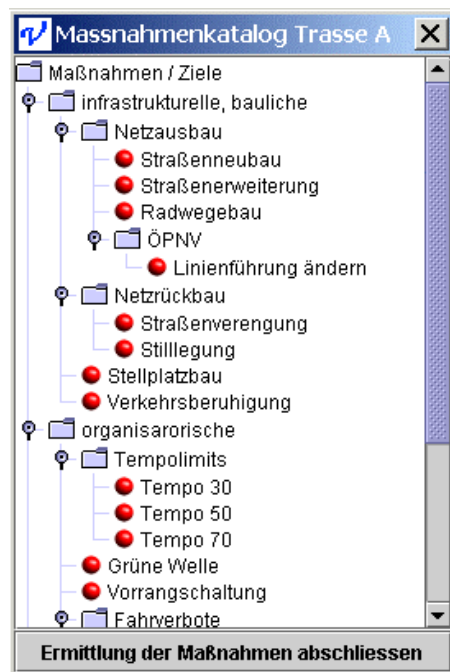 Massnahmenkatalog Trasse A
Maßnahmen / Ziele
infrastrukturelle, bauliche
Netzausbau
Straßenneubau
Straßenerweiterung
Radwegebau
ÖPNV
Linienführung ändern
Netzrückbau
Straßenverengung
Stilllegung
Stellplatzbau
Verkehrsberuhigung
organisarorische
Tempolimits
Tempo 30
Tempo 50
Tempo 70
Grüne Welle
Vorrangschaltung
Fahrverbote
Ermittlung der Maßnahmen abschliessen